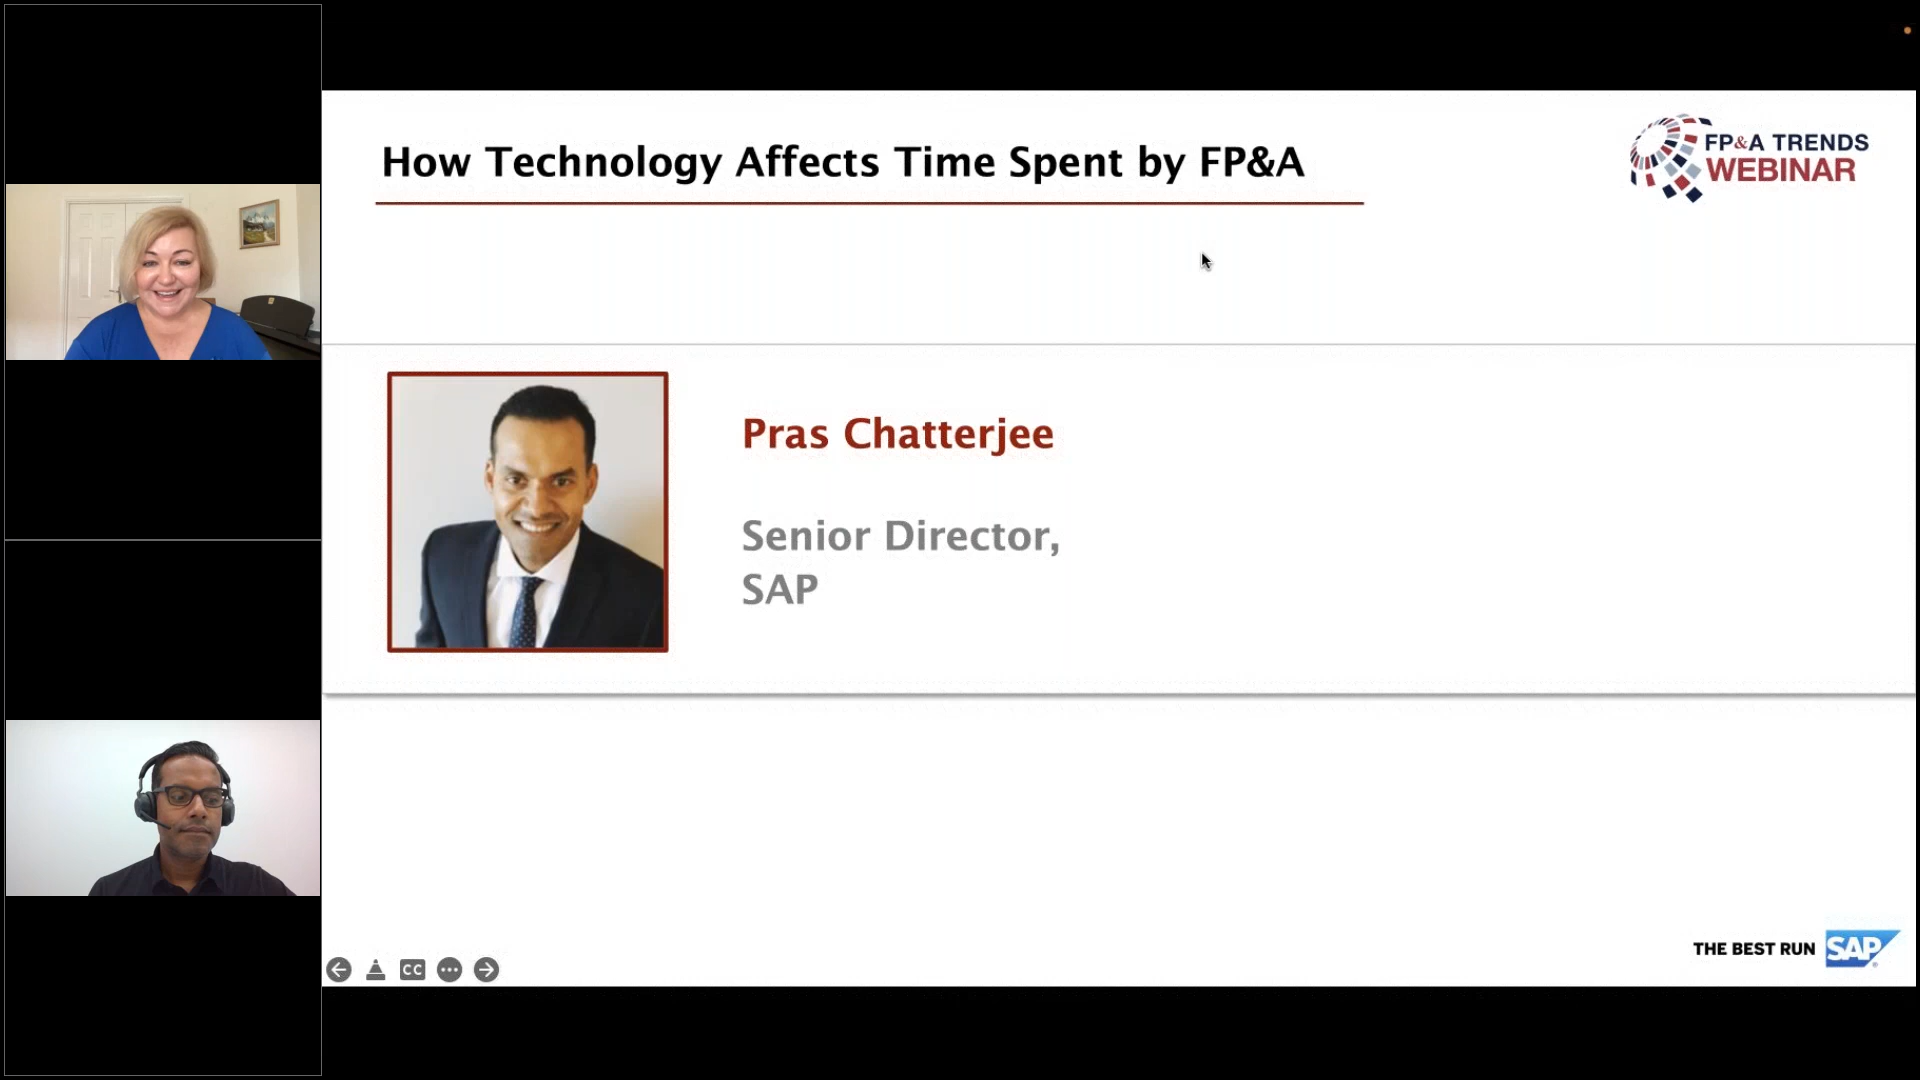 How Technology Affects Time Spent by FP&A
FP&A TRENDS
WEBINAR
Pras Chatterjee
Senior Director,
SAP
THE BEST RUN SAP®
CC